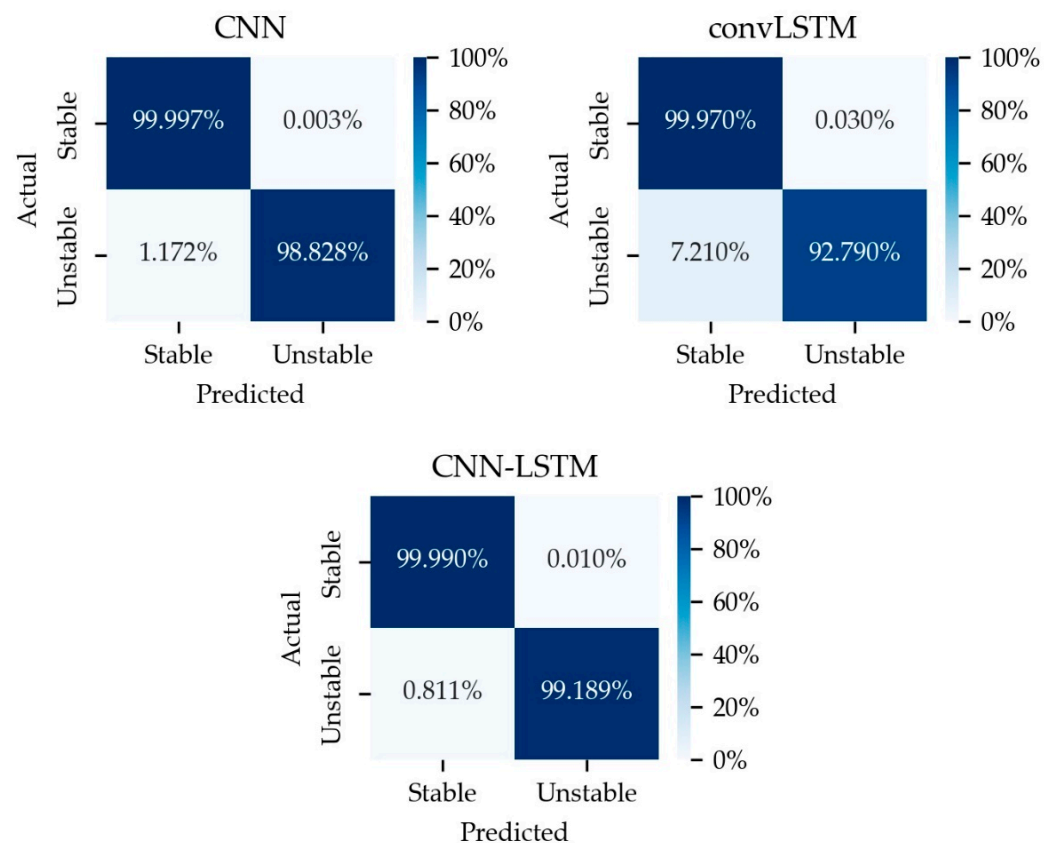 CNN
100%
99.997% 0.003%
80%
Stable
60%
Actual
40%
1.172% 98.828%
Unstable
20%
0%
Stable Unstable
Predicted
convLSTM
100%
99.970% 0.030%
80%
Stable
60%
Actual
40%
7.210% 92.790%
Unstable
20%
0%
Stable Unstable
Predicted
CNN-LSTM
100%
99.990% 0.010%
80%
Stable
60%
Actual
40%
0.811% 99.189%
Unstable
20%
0%
Stable Unstable
Predicted